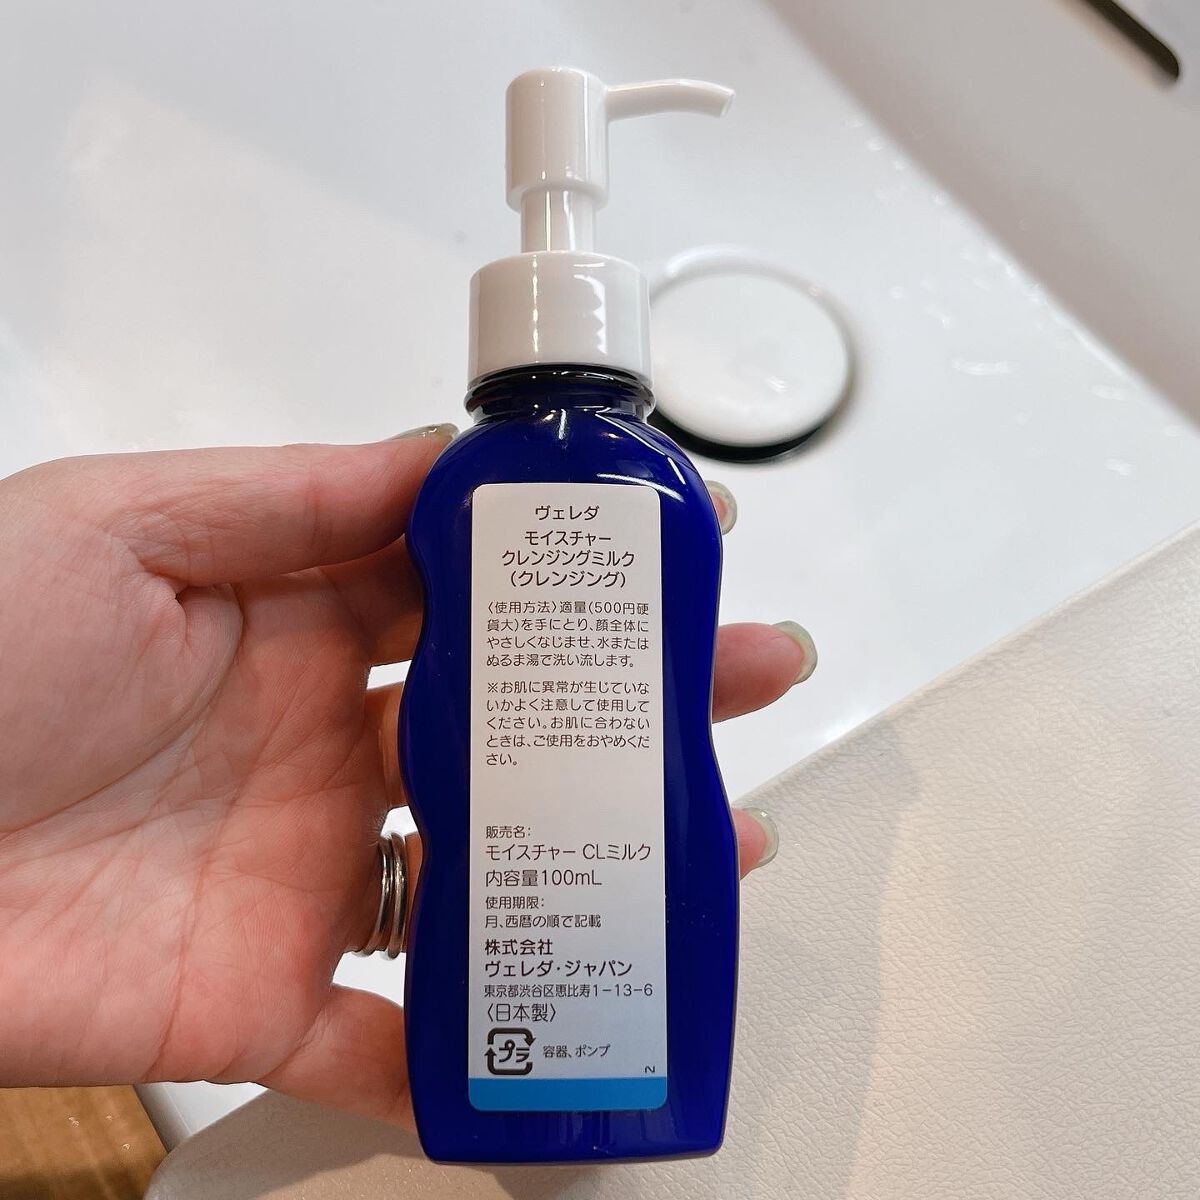 ヴェレダ
モイスチャー
クレンジングミルク
(クレンジング)
〈使用方法〉適量(500円硬
貨大)を手にとり、顔全体に
やさしくなじませ、水または
ぬるま湯で洗い流します。
※お肌に異常が生じていな
いかよく注意して使用して
ください。お肌に合わない
ときは、ご使用をおやめくだ
さい。
販売名：
モイスチャー CLミルク
内容量100mL
使用期限：
月、西暦の順で記載
株式会社
ヴェレダ・ジャパン
東京都渋谷区恵比寿1-13-6
〈日本製〉
プラ 容器、ポンプ
N